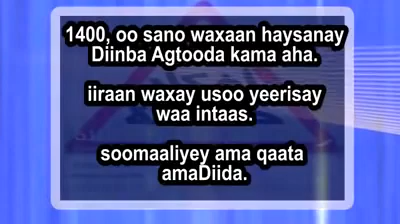 1400, oo sano waxaan haysanay
Diinba Agtooda kama aha.
iiraan waxay usoo yeerisay
waa intaas.
soomaaliyey ama qaata
amaDiida.